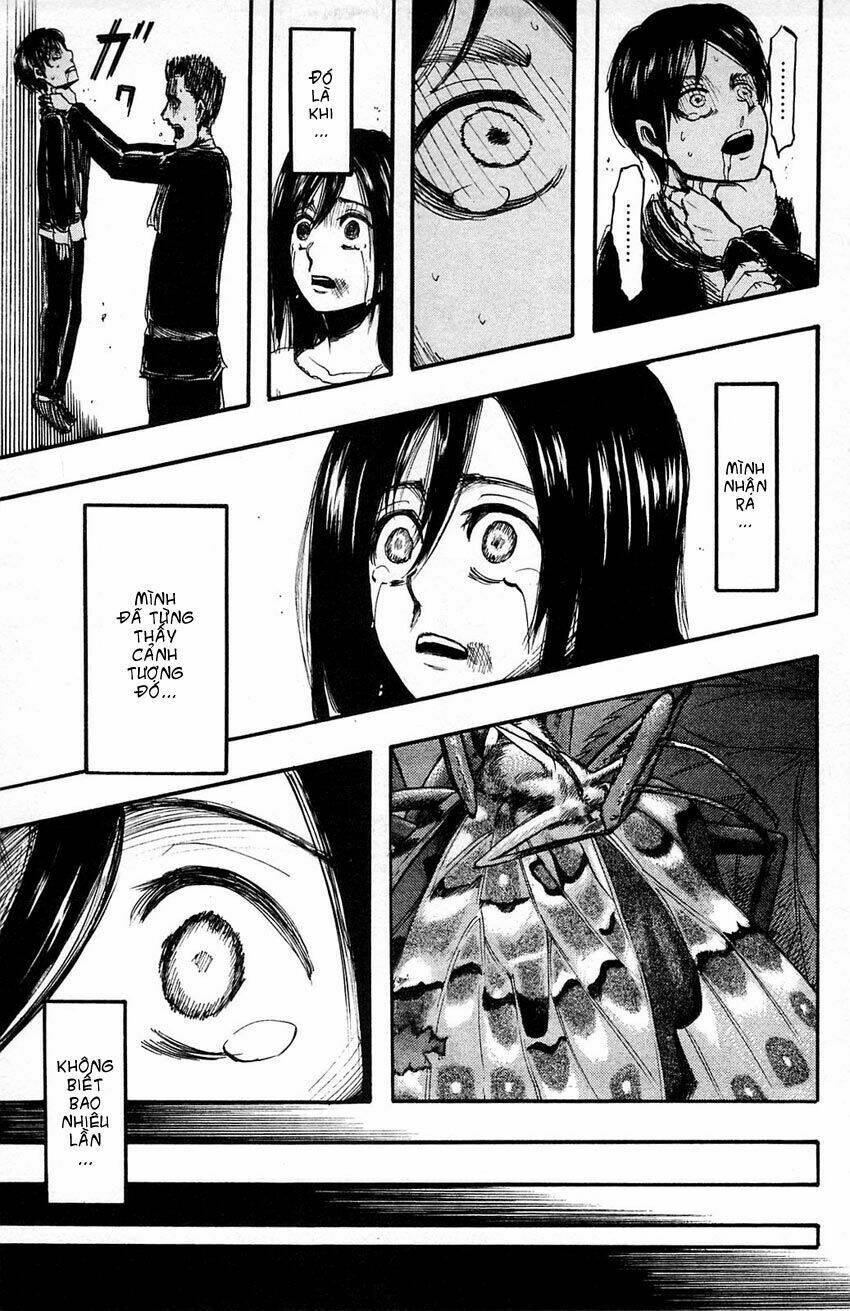 .......
.......
ĐÓ
LÀ
KHI
...
ガッ
MÌNH
NHẬN
RA
...
MÌNH
ĐÃ TỪNG
THẤY
CẢNH
TƯỢNG
ĐÓ...
KHÔNG
BIẾT
BAO
NHIÊU
LẦN
...